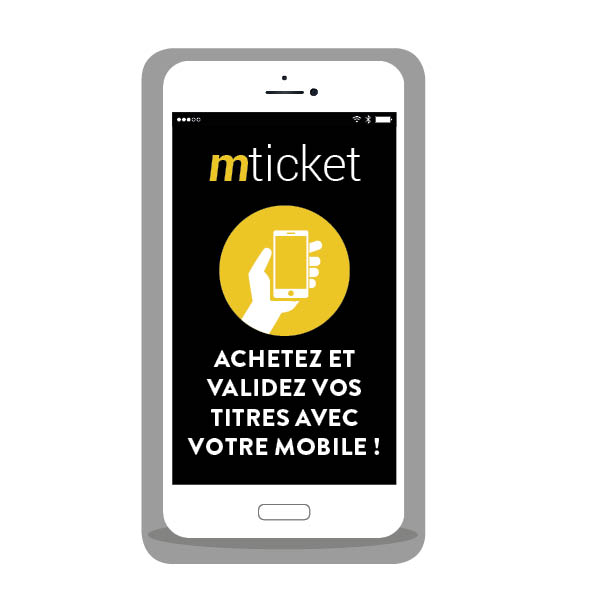 mticket
ACHETEZ ET
VALIDEZ VOS
TITRES AVEC
VOTRE MOBILE !